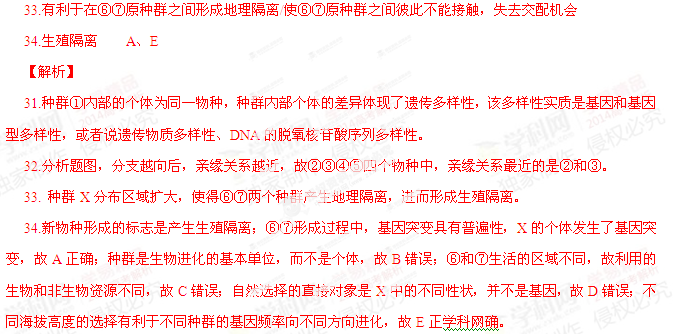 33.有利于在⑥⑦原种群之间形成地理隔离/使⑥⑦原种群之间彼此不能接触，失去交配机会
34.生殖隔离 A、E
【解析】
31.种群①内部的个体为同一物种，种群内部个体的差异体现了遗传多样性，该多样性实质是基因和基因
型多样性，或者说遗传物质多样性、DNA 的脱氧核苷酸序列多样性。
32.分析题图，分支越向后，亲缘关系越近，故②③④⑤四个物种中，亲缘关系最近的是②和③。
33. 种群 X 分布区域扩大，使得⑥⑦两个种群产生地理隔离，进而形成生殖隔离。
34.新物种形成的标志是产生生殖隔离；⑥⑦形成过程中，基因突变具有普遍性，X 的个体发生了基因突
变，故 A 正确；种群是生物进化的基本单位，而不是个体，故 B 错误；⑥和⑦生活的区域不同，故利用的
生物和非生物资源不同，故 C 错误；自然选择的直接对象是 X 中的不同性状，并不是基因，故 D 错误；不
同海拔高度的选择有利于不同种群的基因频率向不同方向进化，故 E 正学科网确。